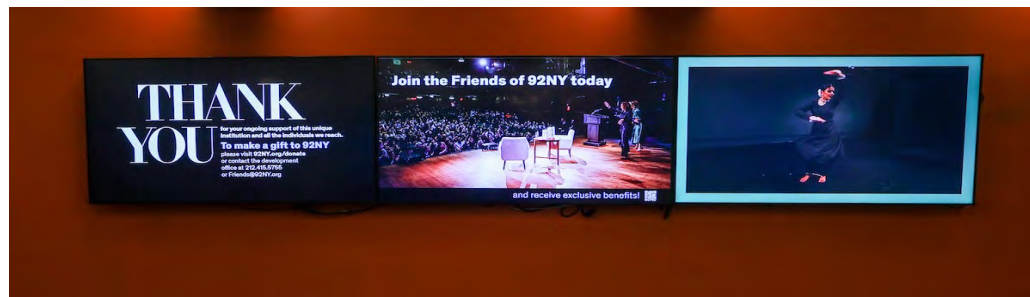 THANK
YOU
for your ongoing support of this unique
institution and all the individuals we reach.
To make a gift to 92NY
please visit 92NY.org/donate
or contact the development
office at 212.415.5755
or Friends@92NY.org
Join the Friends of 92NY today
and receive exclusive benefits!